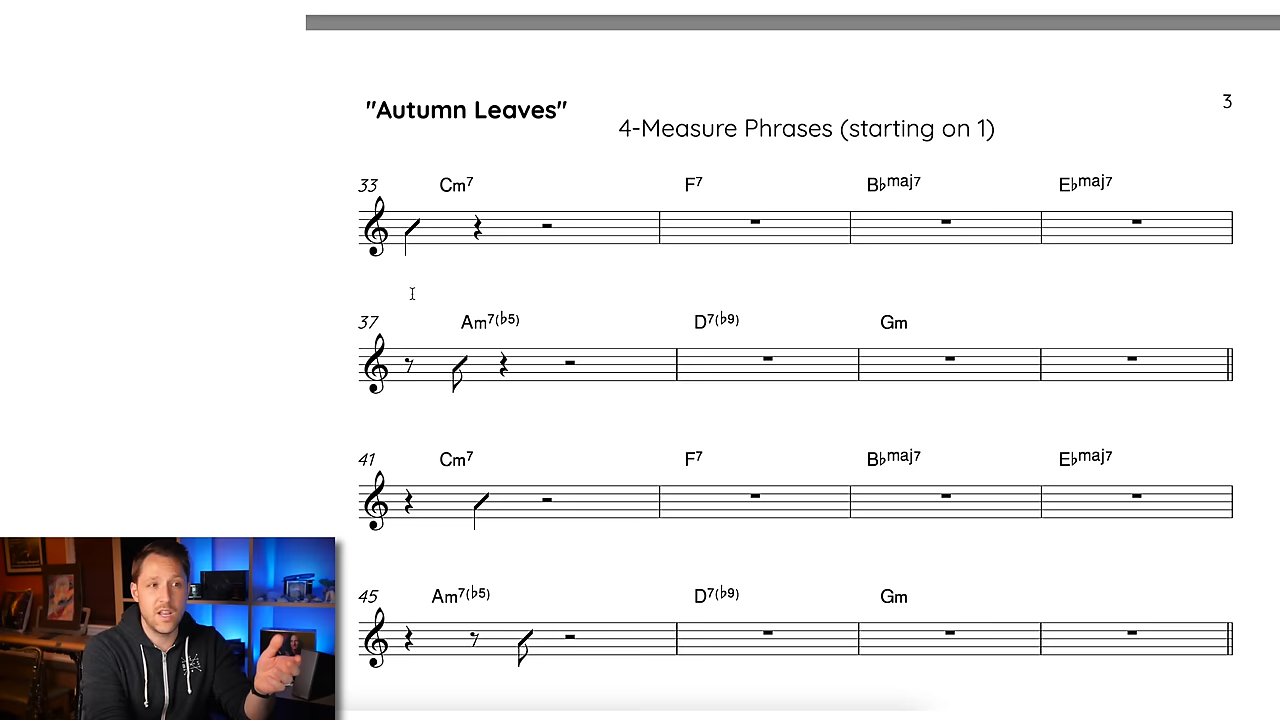 "Autumn Leaves"
3
4-Measure Phrases (starting on 1)
33 Cm7 F7 B♭maj7 E♭maj7
37 Am7(♭5) D7(♭9) Gm
41 Cm7 F7 B♭maj7 E♭maj7
45 Am7(♭5) D7(♭9) Gm